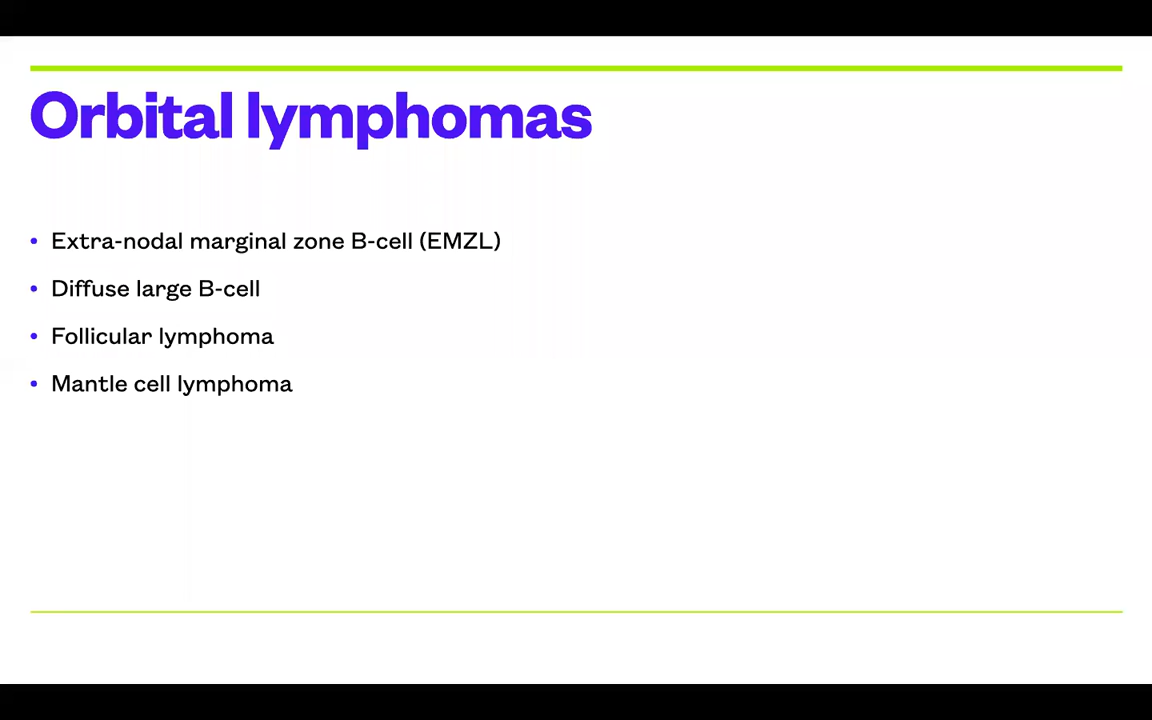 Orbital lymphomas
• Extra-nodal marginal zone B-cell (EMZL)
• Diffuse large B-cell
• Follicular lymphoma
• Mantle cell lymphoma